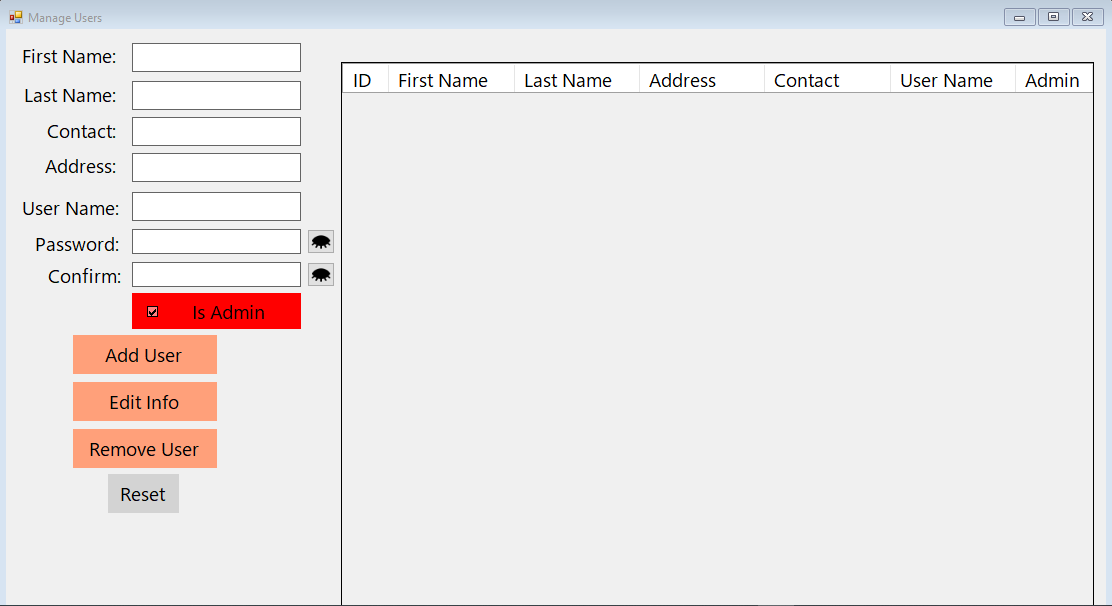 Manage Users
First Name:
Last Name:
Contact:
Address:
User Name:
Password:
Confirm:
Is Admin
Add User
Edit Info
Remove User
Reset
ID First Name Last Name Address Contact User Name Admin